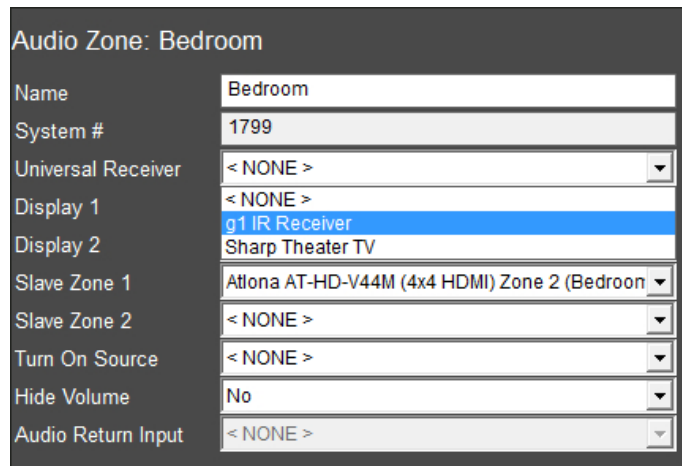 Audio Zone: Bedroom
Name Bedroom
System # 1799
Universal Receiver < NONE >
Display 1 < NONE >
g1 IR Receiver
Display 2 Sharp Theater TV
Slave Zone 1 Atlona AT-HD-V44M (4x4 HDMI) Zone 2 (Bedroom
Slave Zone 2 < NONE >
Turn On Source < NONE >
Hide Volume No
Audio Return Input < NONE >